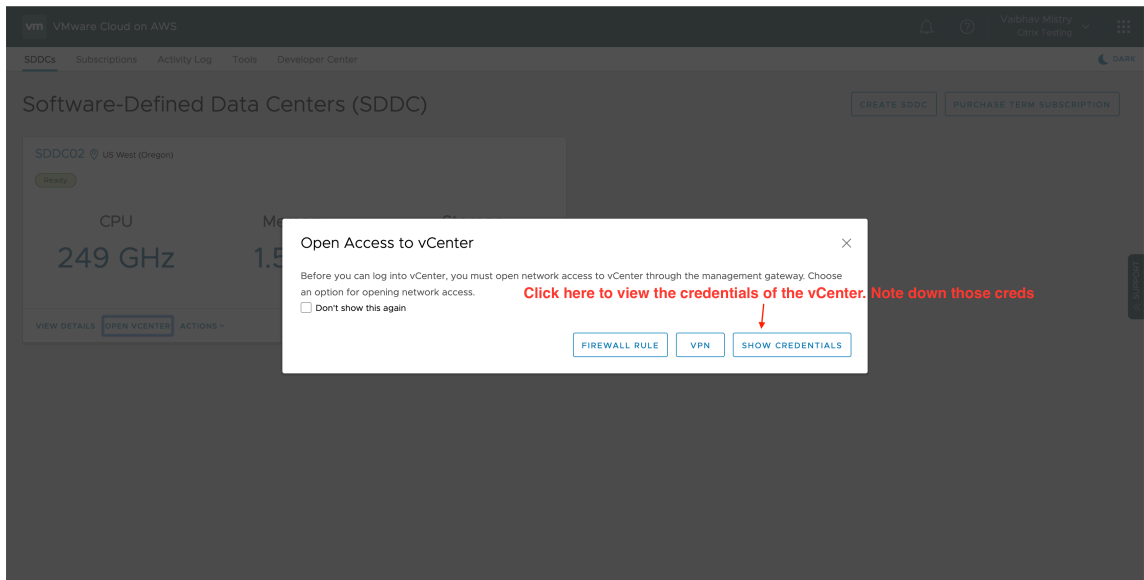 vm VMware Cloud on AWS
Vaibhav Mistry
Citrix Testing
SDDCs Subscriptions Activity Log Tools Developer Center
DARK
Software-Defined Data Centers (SDDC)
CREATE SDDC PURCHASE TERM SUBSCRIPTION
SDDC02 US West (Oregon)
Ready
CPU
249 GHz 1.5
Open Access to vCenter
Before you can log into vCenter, you must open network access to vCenter through the management gateway. Choose
an option for opening network access.
Click here to view the credentials of the vCenter. Note down those creds
Don't show this again
FIREWALL RULE VPN SHOW CREDENTIALS
VIEW DETAILS OPEN VCENTER ACTIONS